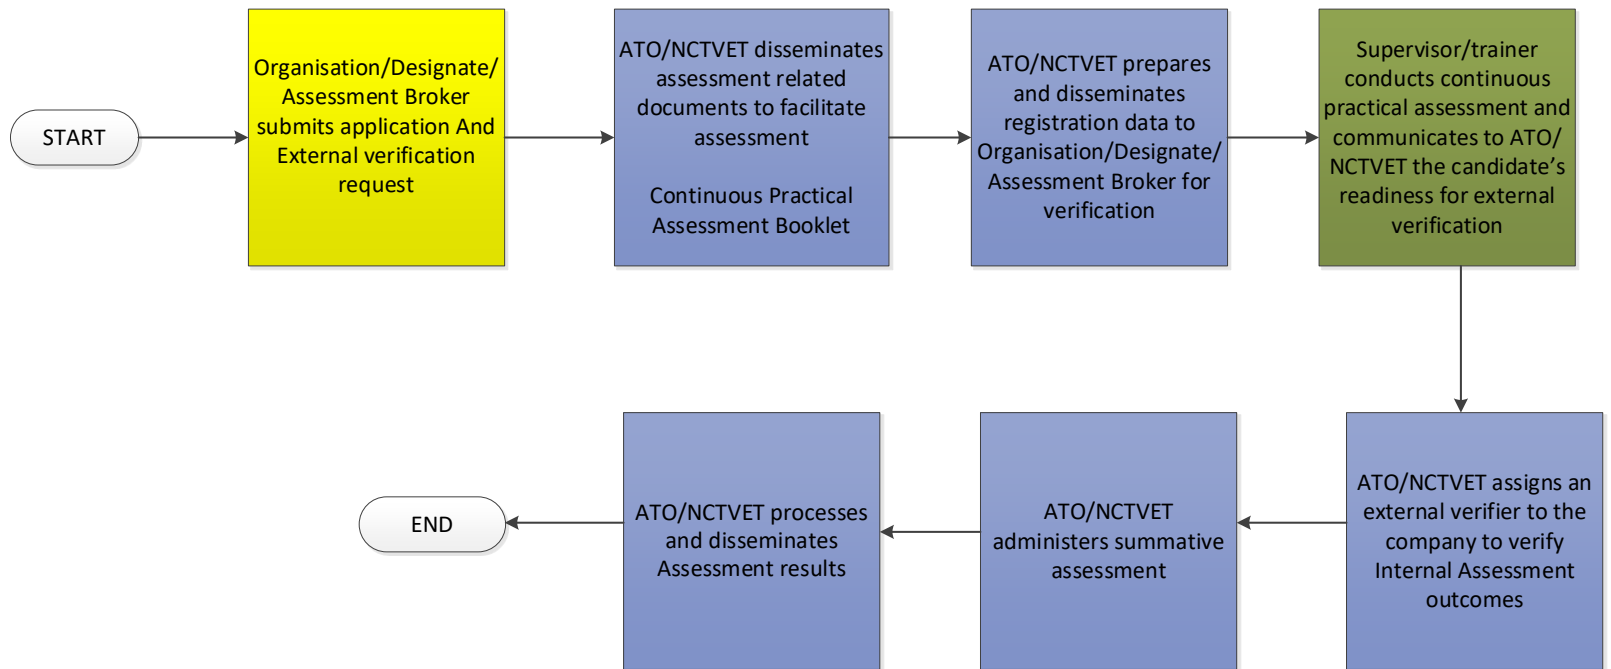 START
Organisation/Designate/
Assessment Broker
submits application And
External verification
request
ATO/NCTVET disseminates
assessment related
documents to facilitate
assessment
Continuous Practical
Assessment Booklet
ATO/NCTVET prepares
and disseminates
registration data to
Organisation/Designate/
Assessment Broker for
verification
Supervisor/trainer
conducts continuous
practical assessment and
communicates to ATO/
NCTVET the candidate’s
readiness for external
verification
ATO/NCTVET assigns an
external verifier to the
company to verify
Internal Assessment
outcomes
ATO/NCTVET
administers summative
assessment
ATO/NCTVET processes
and disseminates
Assessment results
END